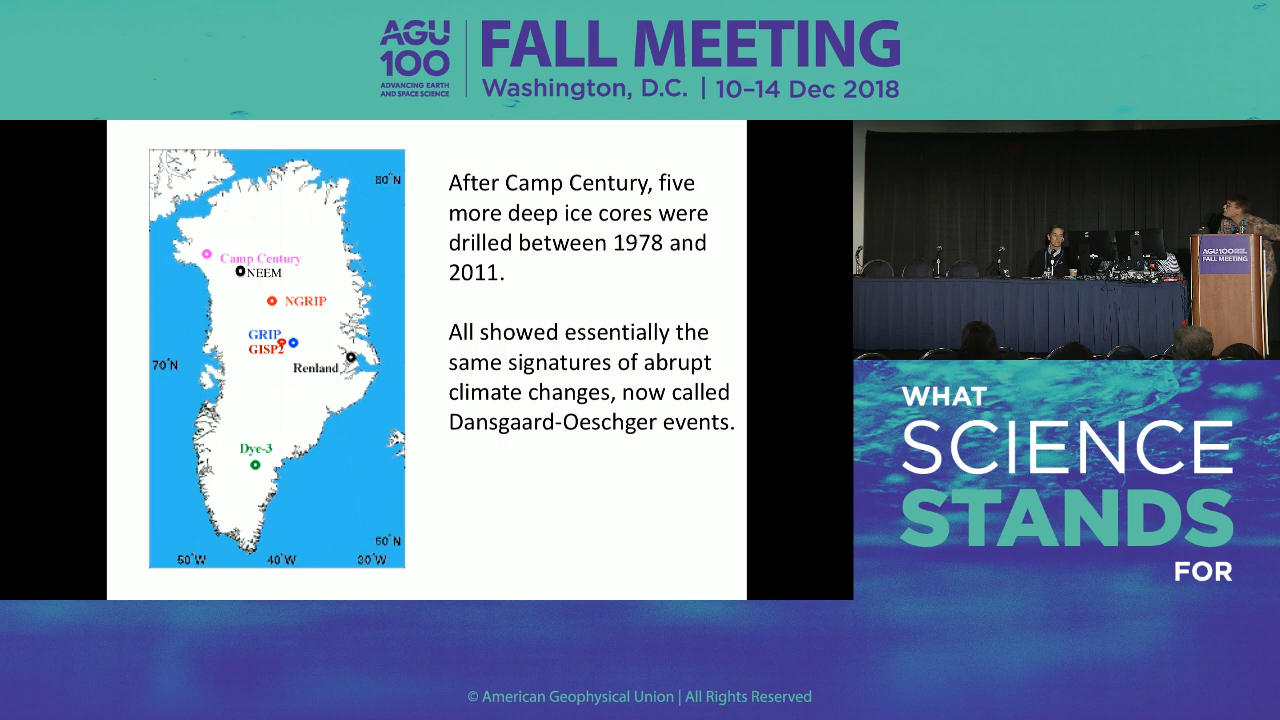 AGU
100
ADVANCING EARTH
AND SPACE SCIENCE
FALL MEETING
Washington, D.C. | 10–14 Dec 2018
80°N
Camp Century
NEEM
NGRIP
GRIP
GISP2
70°N
Renland
Dye-3
60°N
50°W
40°W
30°W
After Camp Century, five
more deep ice cores were
drilled between 1978 and
2011.
All showed essentially the
same signatures of abrupt
climate changes, now called
Dansgaard-Oeschger events.
AGU100
FALL MEETING
WHAT
SCIENCE
STANDS
FOR
© American Geophysical Union | All Rights Reserved